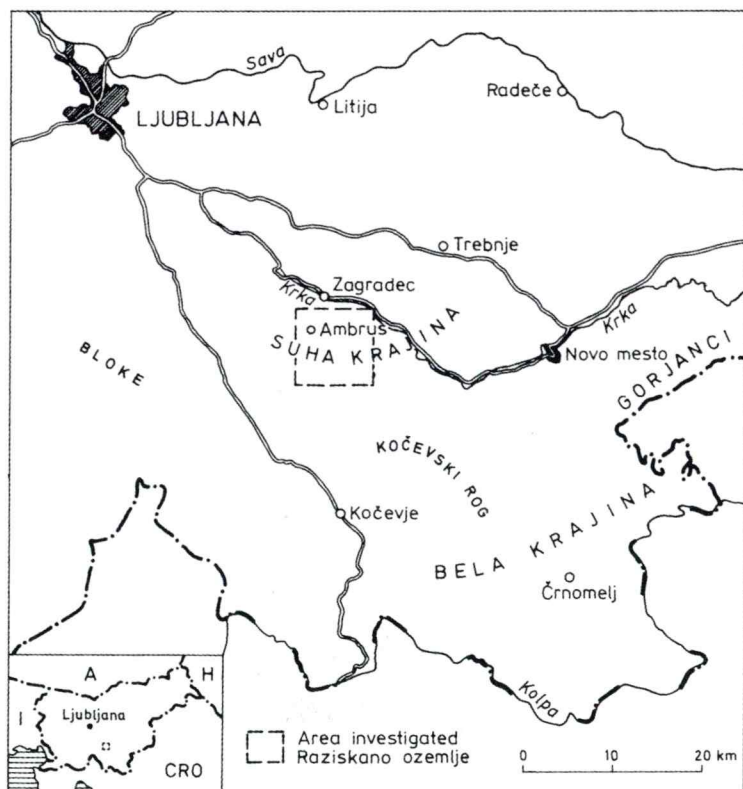 Sava
Radeče
Litija
LJUBLJANA
Trebnje
Zagradec
Krka
Krka
Ambrus
SUHA KRAJINA
Novo mesto
BLOKE
GORJANCI
KOČEVSKI ROG
Kočevje
BELA KRAJINA
Črnomelj
Kolpa
A
H
I
Ljubljana
CRO
Area investigated
Raziskano ozemlje
0 10 20 km